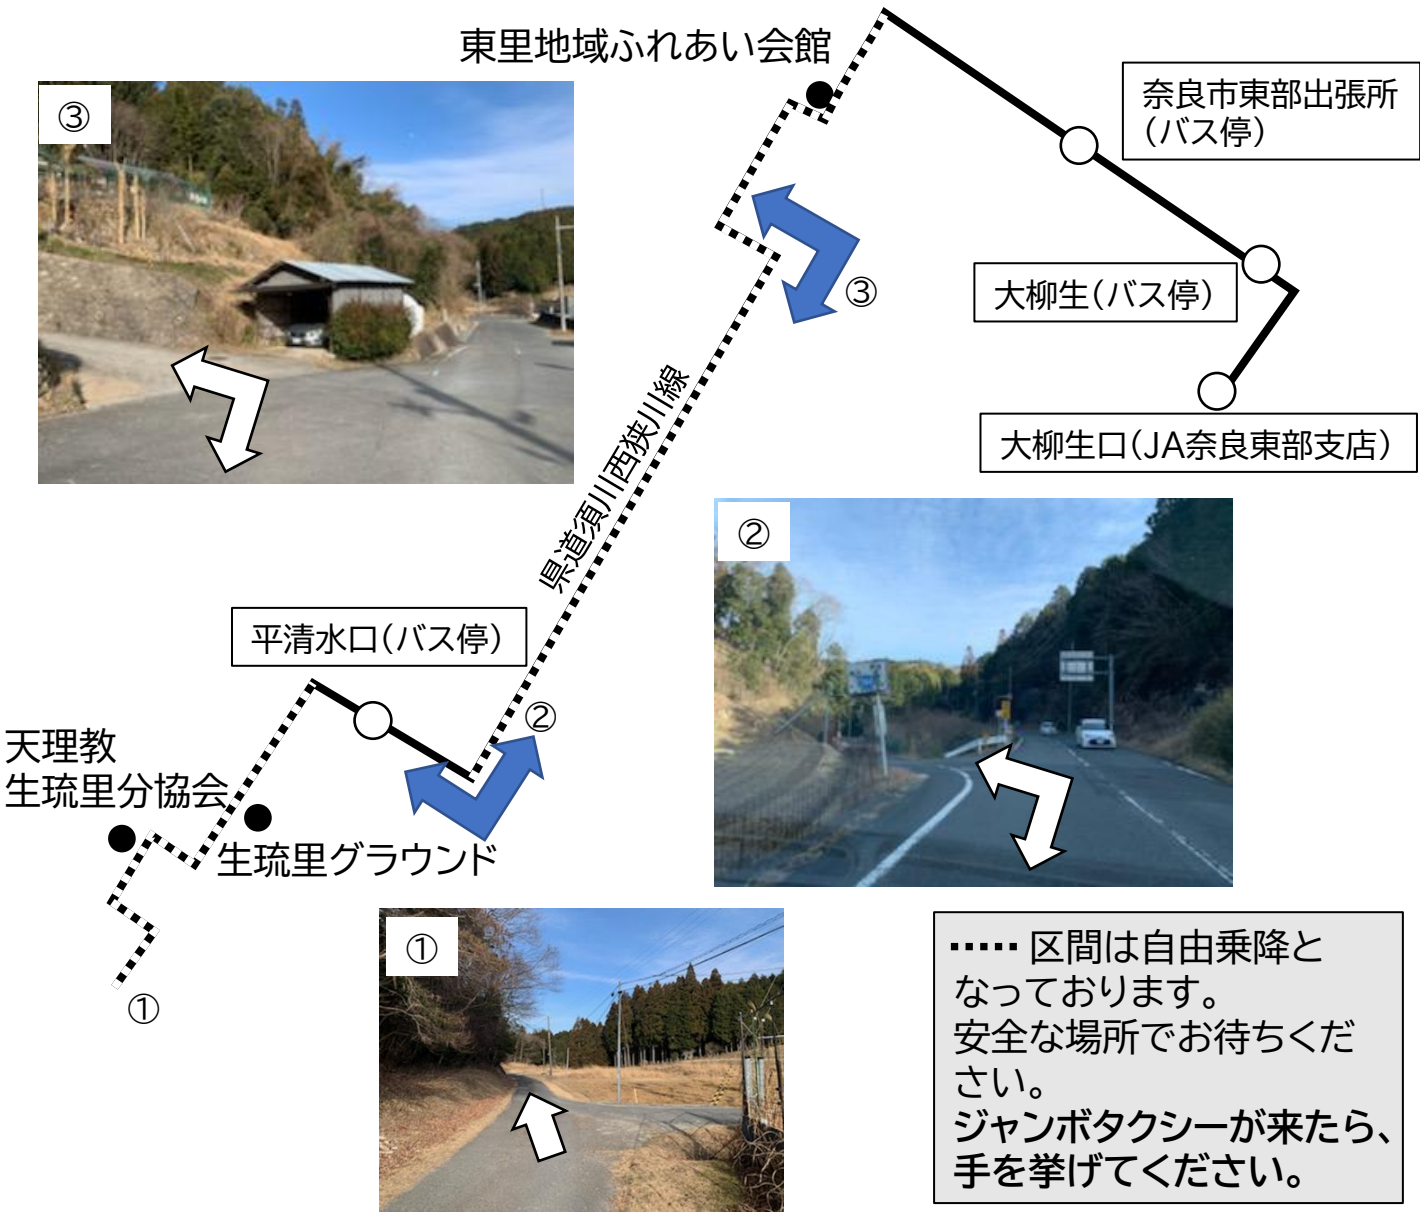 東里地域ふれあい会館
③
奈良市東部出張所
(バス停)
大柳生(バス停)
③
大柳生口(JA奈良東部支店)
県道須川西狭川線
②
平清水口(バス停)
②
天理教
生琉里分協会
生琉里グラウンド
①
①
····· 区間は自由乗降と
なっております。
安全な場所でお待ちくだ
さい。
ジャンボタクシーが来たら、
手を挙げてください。